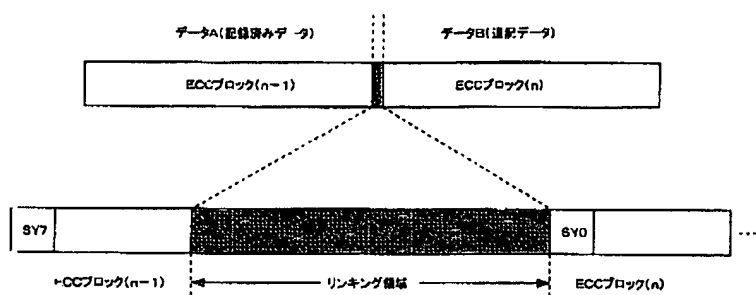 データA(記録済みデータ) データB(追記データ)
ECCブロック(n-1) ECCブロック(n)
SY7 SY0 …
ECCブロック(n-1) リンキング領域 ECCブロック(n)